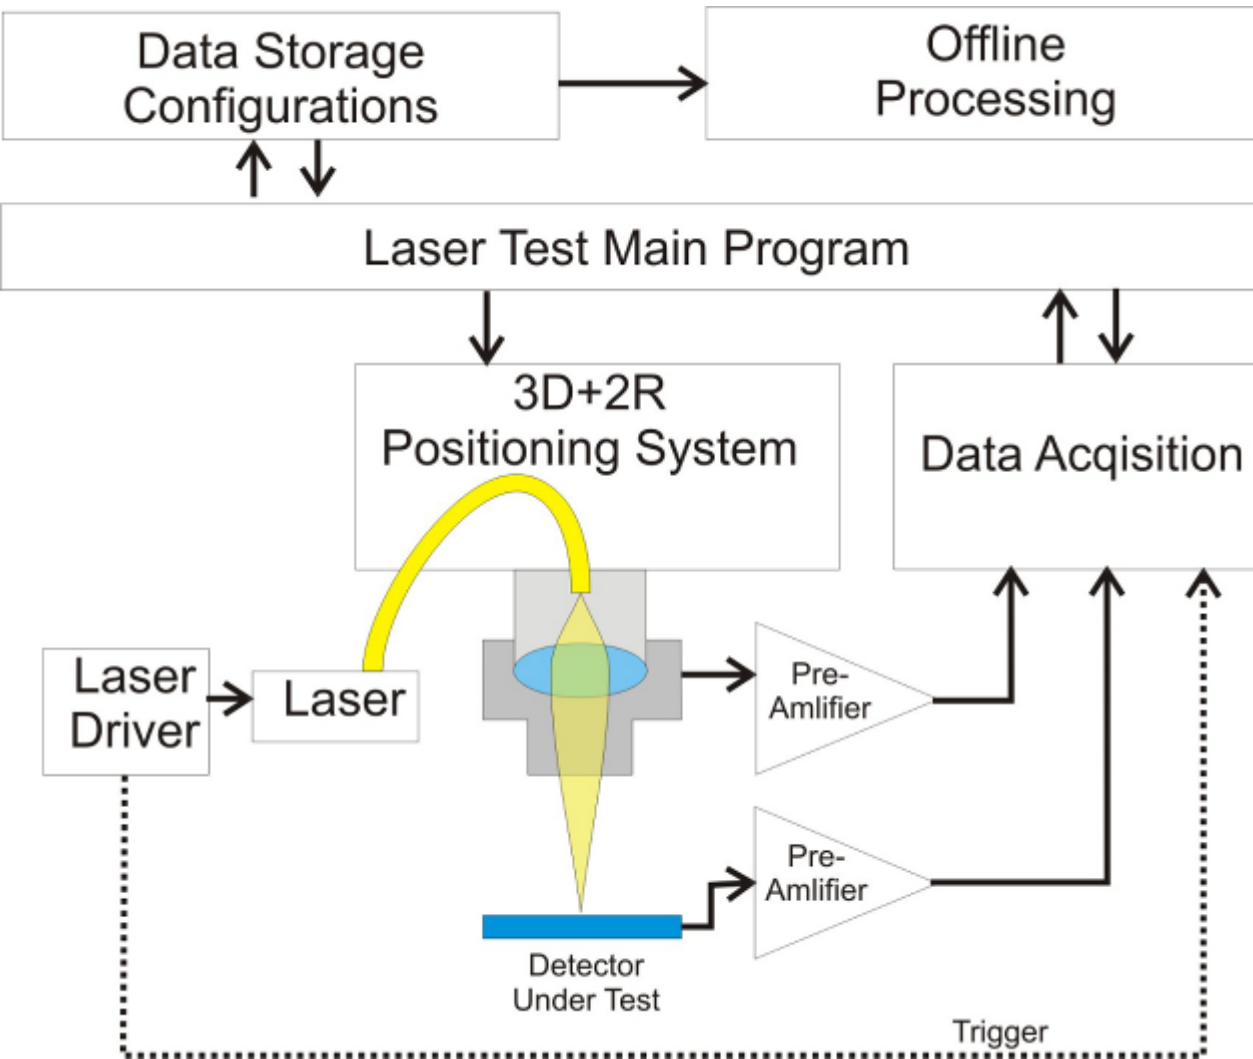 Data Storage
Configurations
Offline
Processing
Laser Test Main Program
3D+2R
Positioning System
Data Acqisition
Laser
Driver
Laser
Pre-
Amlifier
Pre-
Amlifier
Detector
Under Test
Trigger